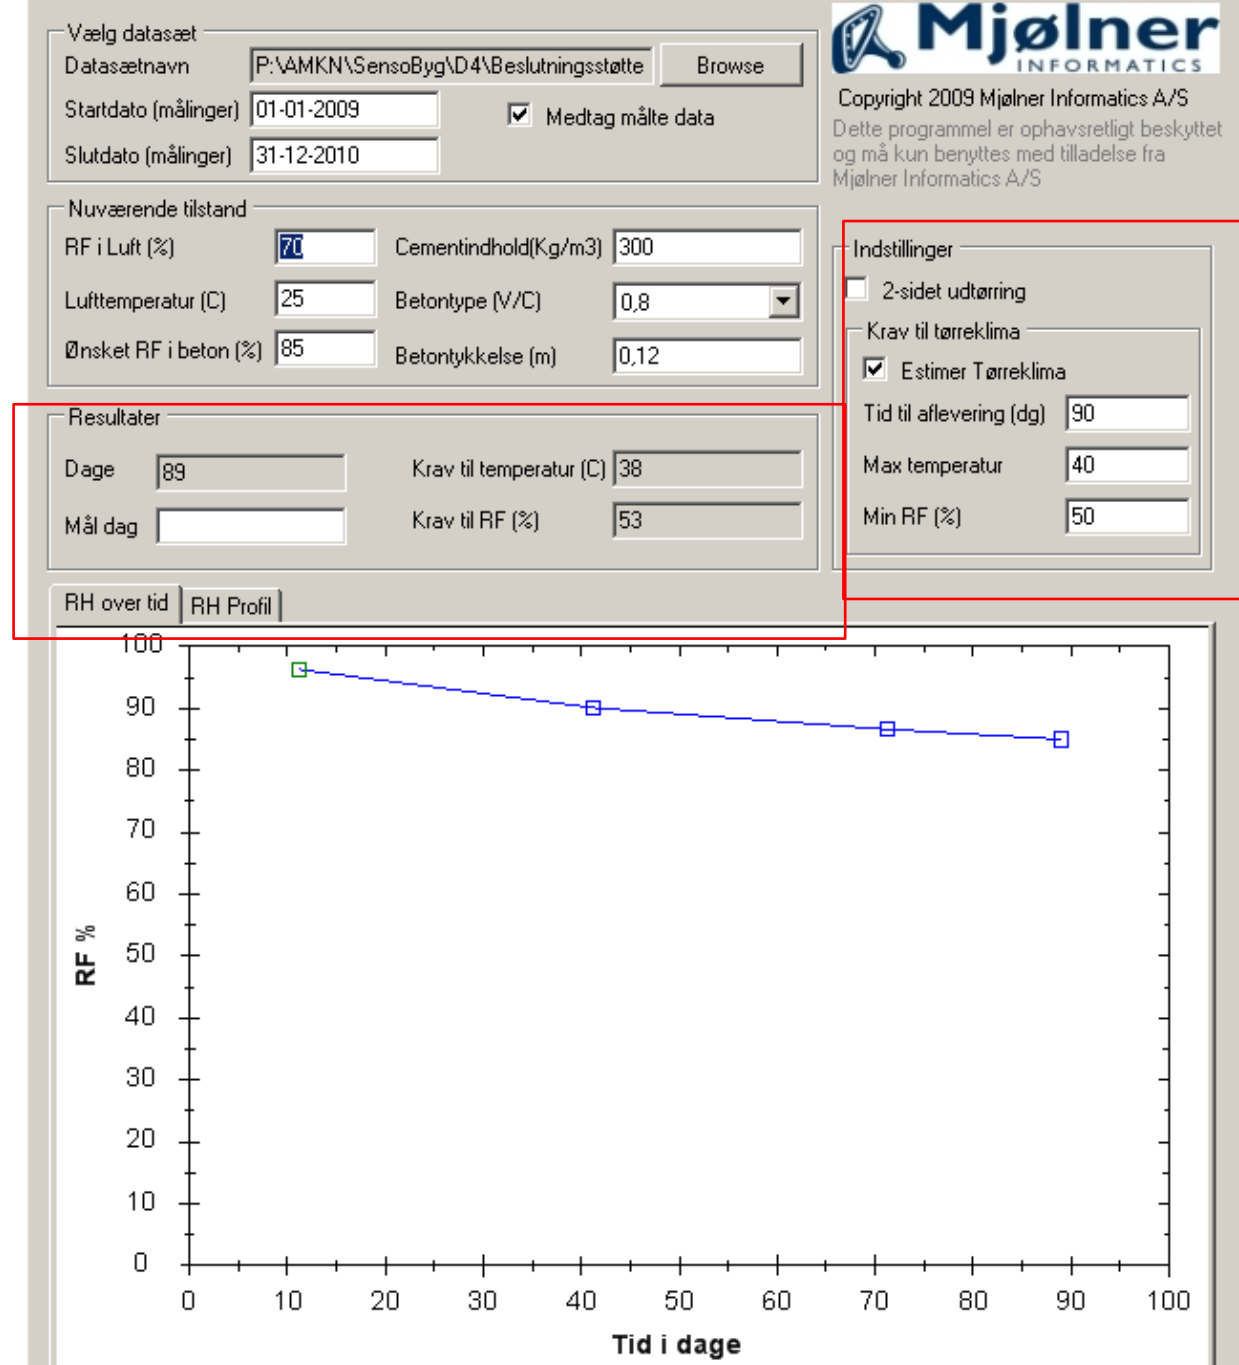 Vælg datasæt
Datasætnavn P:\AMKN\SensoByg\D4\Beslutningsstøtte Browse
Startdato (målinger) 01-01-2009 Medtag målte data
Slutdato (målinger) 31-12-2010
Mjølner
INFORMATICS
Copyright 2009 Mjølner Informatics A/S
Dette programmel er ophavsretligt beskyttet
og må kun benyttes med tilladelse fra
Mjølner Informatics A/S
Nuværende tilstand
RF i Luft (%) 70 Cementindhold(Kg/m3) 300
Lufttemperatur (C) 25 Betontype (V/C) 0,8
Ønsket RF i beton (%) 85 Betontykkelse (m) 0,12
Indstillinger
2-sidet udtørring
Krav til tørreklima
Estimer Tørreklima
Tid til aflevering (dg) 90
Max temperatur 40
Min RF (%) 50
Resultater
Dage 89 Krav til temperatur (C) 38
Mål dag Krav til RF (%) 53
RH over tid RH Profil
100
90
80
70
60
50
40
30
20
10
0
RF %
0 10 20 30 40 50 60 70 80 90 100
Tid i dage